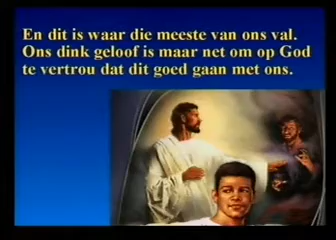 En dit is waar die meeste van ons val.
Ons dink geloof is maar net om op God
te vertrou dat dit goed gaan met ons.